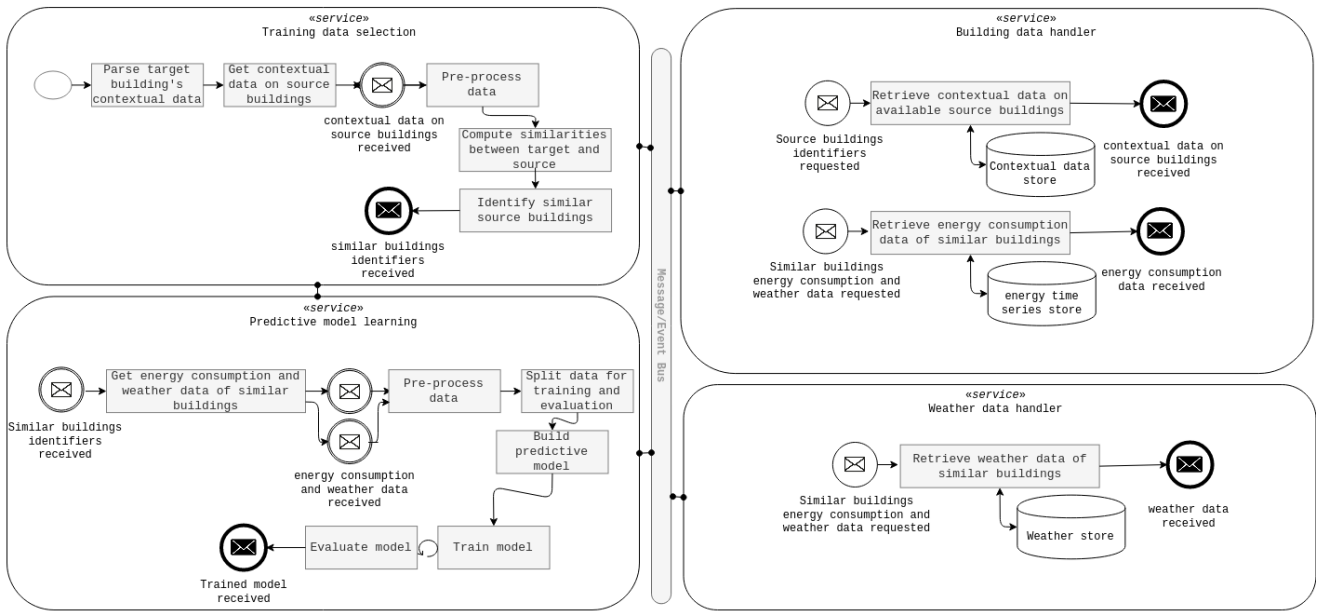 «service»
Training data selection
Parse target
building's
contextual data
Get contextual
data on source
buildings
contextual data on
source buildings
received
Pre-process
data
Compute similarities
between target and
source
Identify similar
source buildings
similar buildings
identifiers
received
«service»
Predictive model learning
Similar buildings
identifiers
received
Get energy consumption and
weather data of similar
buildings
energy consumption
and weather data
received
Pre-process
data
Split data for
training and
evaluation
Build
predictive
model
Train model
Evaluate model
Trained model
received
Message/Event Bus
«service»
Building data handler
Source buildings
identifiers
requested
Retrieve contextual data on
available source buildings
Contextual data
store
contextual data on
source buildings
received
Similar buildings
energy consumption and
weather data requested
Retrieve energy consumption
data of similar buildings
energy time
series store
energy consumption
data received
«service»
Weather data handler
Similar buildings
energy consumption and
weather data requested
Retrieve weather data of
similar buildings
Weather store
weather data
received